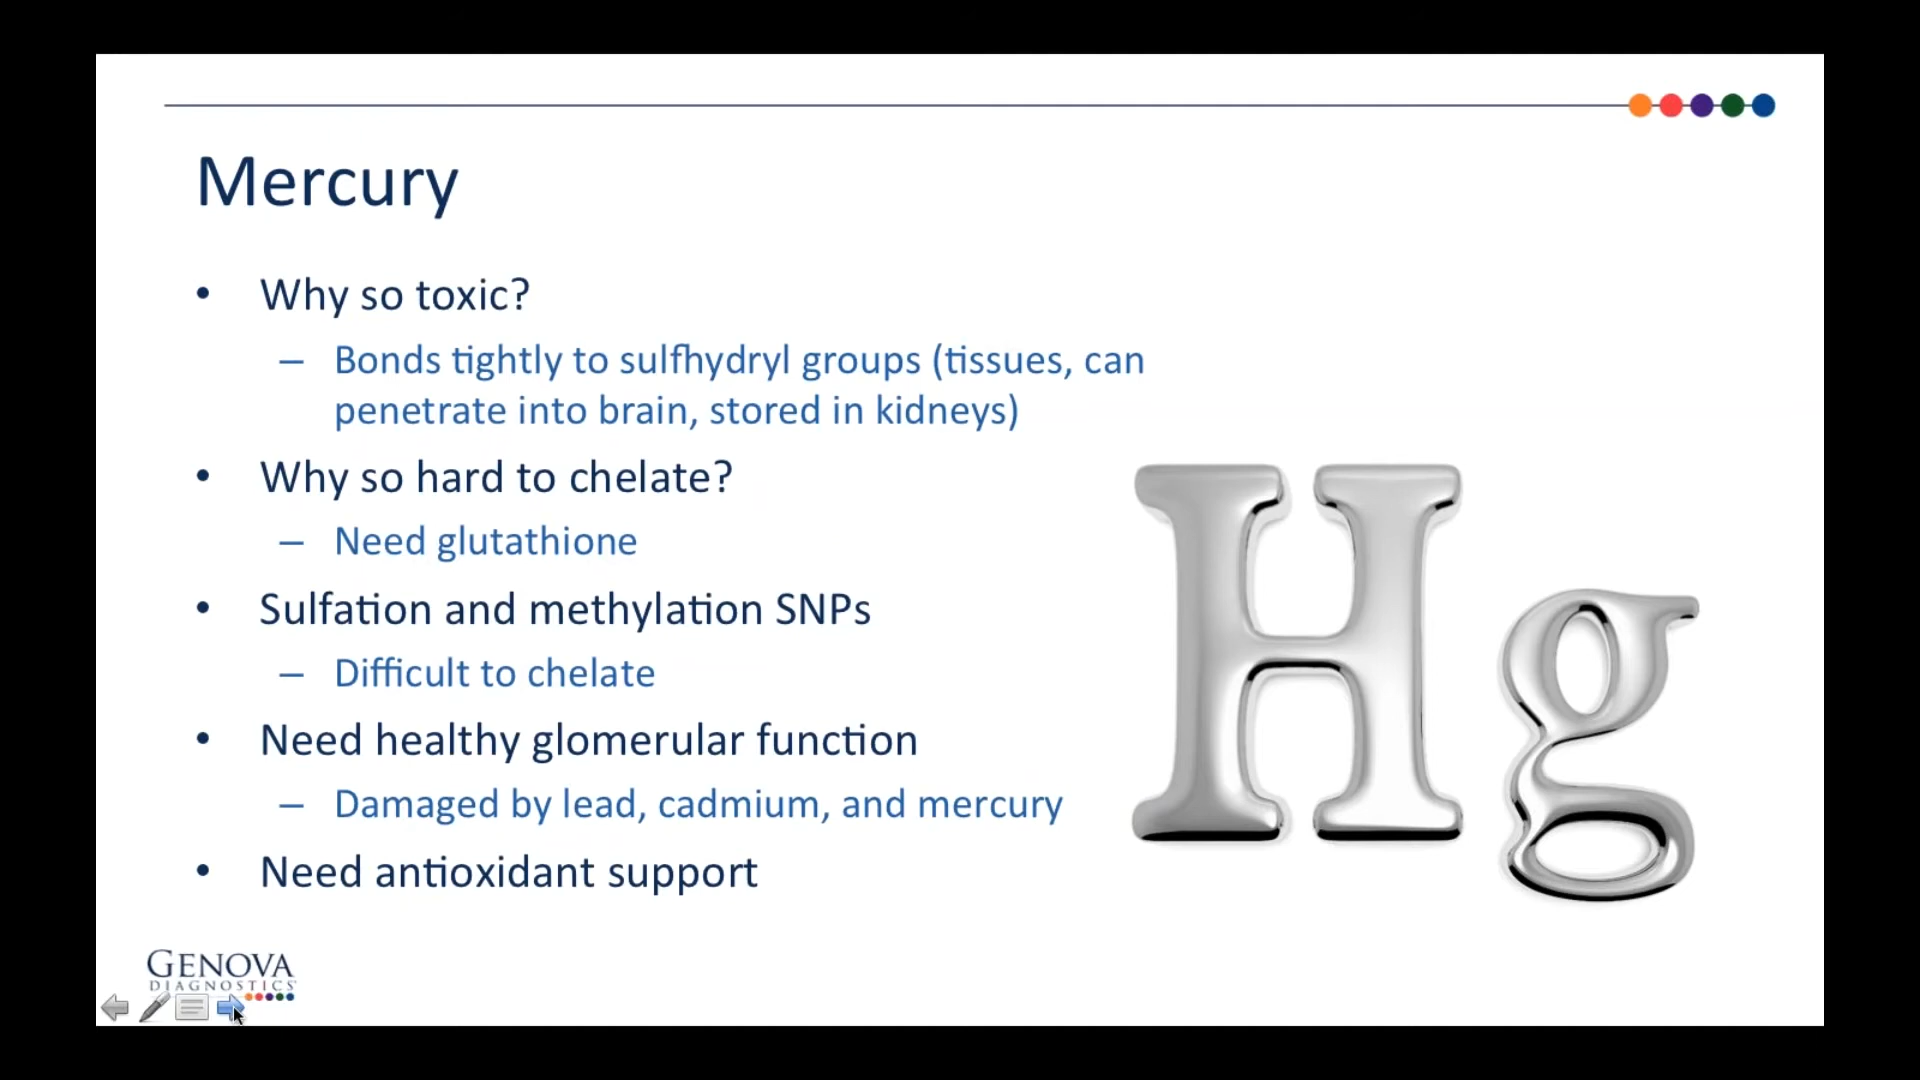 Mercury
• Why so toxic?
– Bonds tightly to sulfhydryl groups (tissues, can
penetrate into brain, stored in kidneys)
• Why so hard to chelate?
– Need glutathione
• Sulfation and methylation SNPs
– Difficult to chelate
• Need healthy glomerular function
– Damaged by lead, cadmium, and mercury
• Need antioxidant support
Hg
GENOVA
DIAGNOSTICS